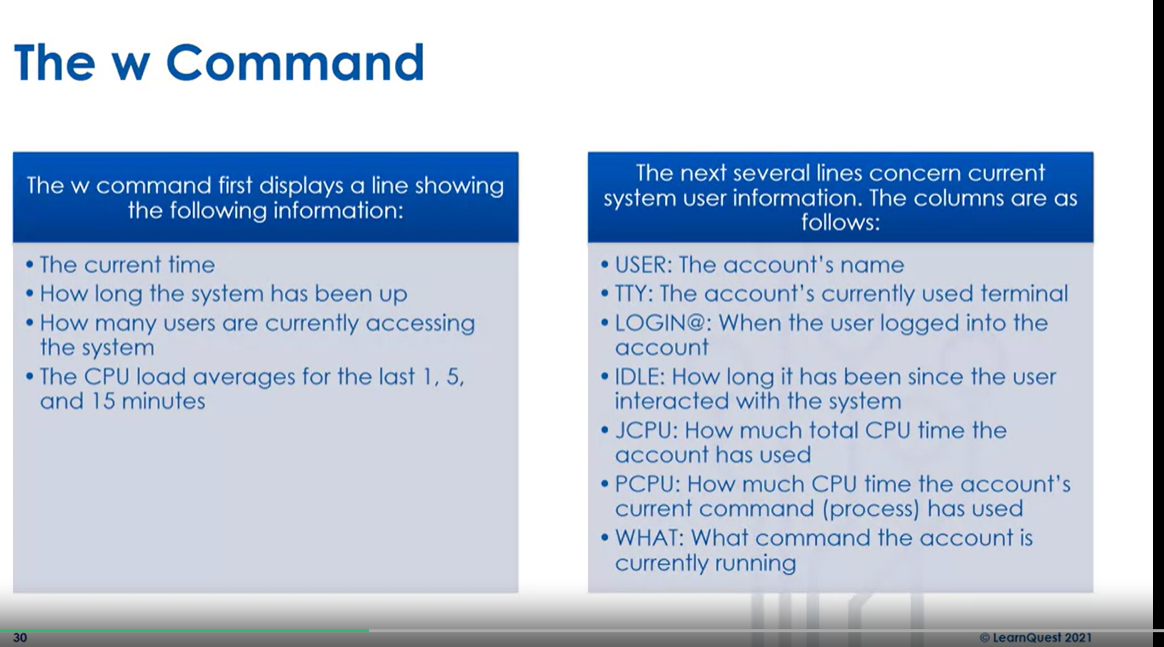 The w Command
The w command first displays a line showing
the following information:
• The current time
• How long the system has been up
• How many users are currently accessing
the system
• The CPU load averages for the last 1, 5,
and 15 minutes
The next several lines concern current
system user information. The columns are as
follows:
• USER: The account's name
• TTY: The account's currently used terminal
• LOGIN@: When the user logged into the
account
• IDLE: How long it has been since the user
interacted with the system
• JCPU: How much total CPU time the
account has used
• PCPU: How much CPU time the account's
current command (process) has used
• WHAT: What command the account is
currently running
30
© LearnQuest 2021